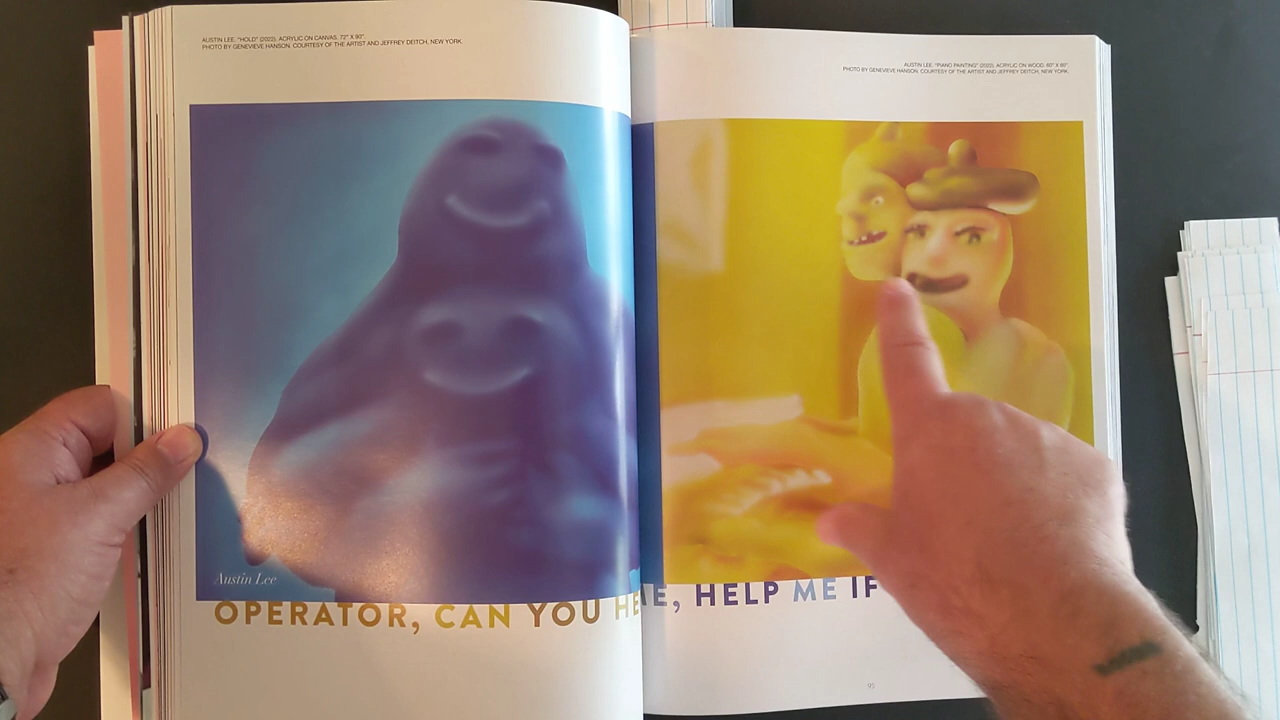 AUSTIN LEE. "HOLD" (2022), ACRYLIC ON CANVAS. 72" X 90".
PHOTO BY GENEVIEVE HANSON. COURTESY OF THE ARTIST AND JEFFREY DEITCH, NEW YORK.
AUSTIN LEE. "PIANO PAINTING" (2022), ACRYLIC ON WOOD. 60" X 60".
PHOTO BY GENEVIEVE HANSON. COURTESY OF THE ARTIST AND JEFFREY DEITCH, NEW YORK.
Austin Lee
OPERATOR, CAN YOU HE
E, HELP ME IF
95